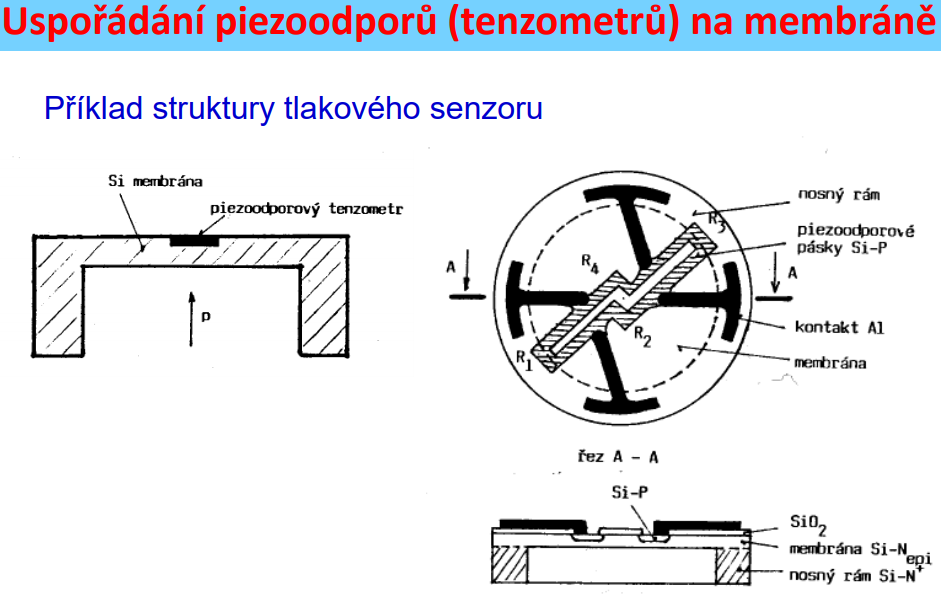 Uspořádání piezoodporů (tenzometrů) na membráně
Příklad struktury tlakového senzoru
Si membrána
piezoodporový tenzometr
p
nosný rám
R3
piezoodporové
pásky Si-P
R4
A
A
kontakt Al
R2
R1
membrána
řez A - A
Si-P
SiO2
membrána Si-Nepi
nosný rám Si-N+